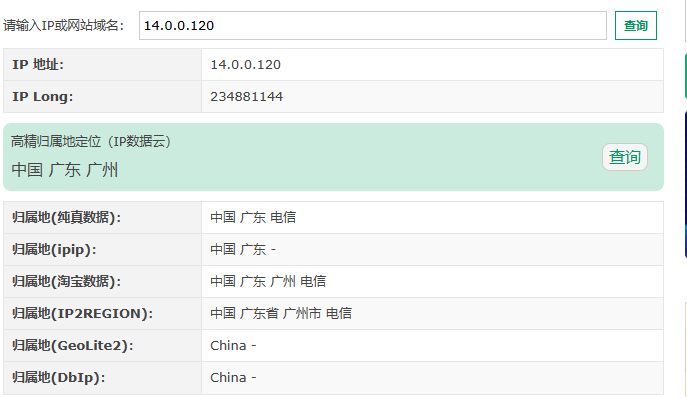 请输入IP或网站域名： 14.0.0.120 查询
IP 地址: 14.0.0.120
IP Long: 234881144
高精归属地定位（IP数据云）
中国 广东 广州 查询
归属地(纯真数据): 中国 广东 电信
归属地(ipip): 中国 广东 -
归属地(淘宝数据): 中国 广东 广州 电信
归属地(IP2REGION): 中国 广东省 广州市 电信
归属地(GeoLite2): China -
归属地(DbIp): China -